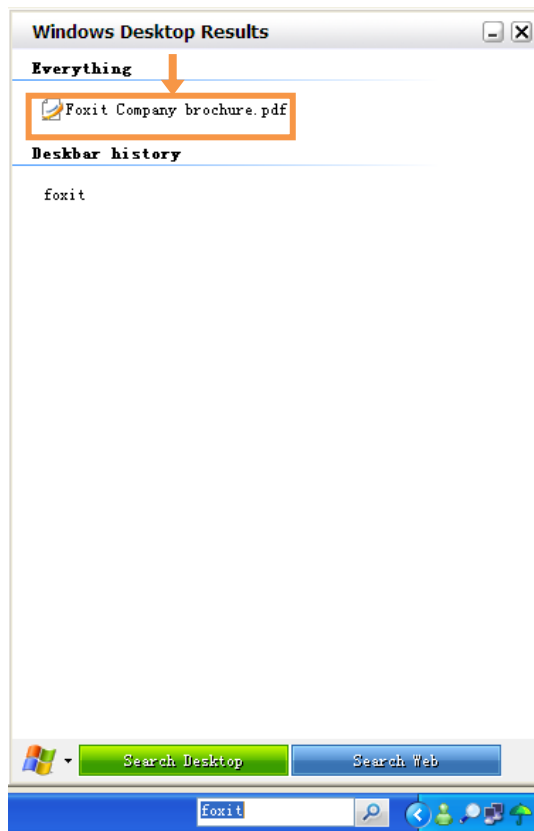 Windows Desktop Results
Everything
Foxit Company brochure.pdf
Deskbar history
foxit
Search Desktop
Search Web
foxit